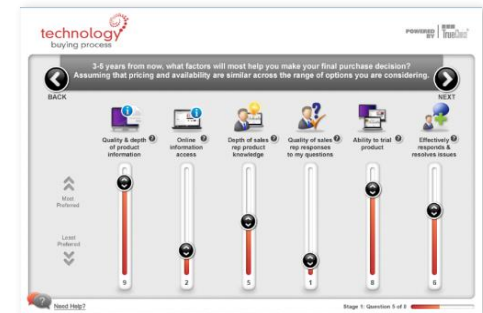 technology
buying process
POWERED BY
3-5 years from now, what factors will most help you make your final purchase decision?
Assuming that pricing and availability are similar across the range of options you are considering.
BACK
NEXT
Quality & depth of product information
Online information access
Depth of sales rep product knowledge
Quality of sales rep responses to my questions
Ability to trial product
Effectively responds & resolves issues
Most Preferred
Least Preferred
9
2
5
1
8
6
Need Help?
Stage 1: Question 5 of 8